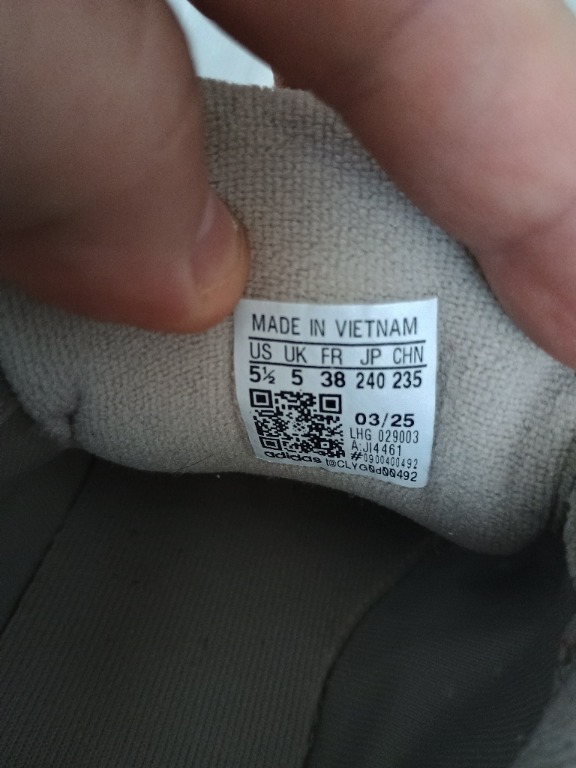 MADE IN VIETNAM
US UK FR JP CHN
5½ 5 38 240 235
03/25
LHG 029003
A:JI4461
#0900400492
adidas